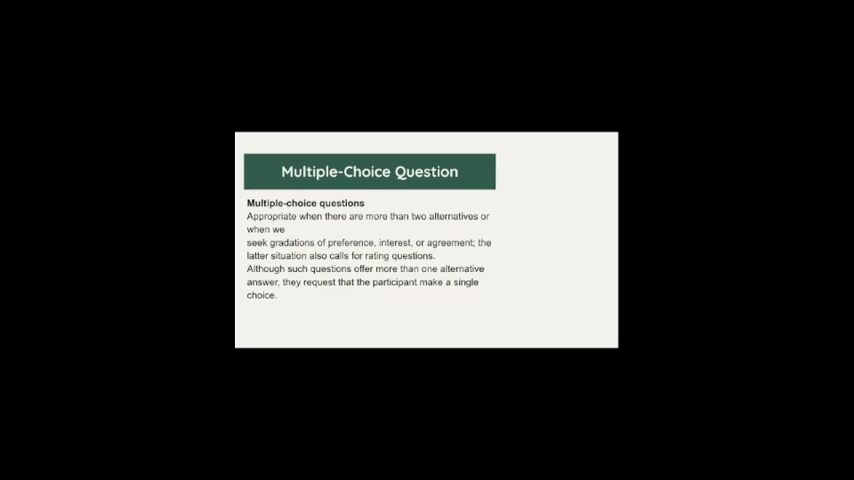 Multiple-Choice Question
Multiple-choice questions
Appropriate when there are more than two alternatives or
when we
seek gradations of preference, interest, or agreement; the
latter situation also calls for rating questions.
Although such questions offer more than one alternative
answer, they request that the participant make a single
choice.